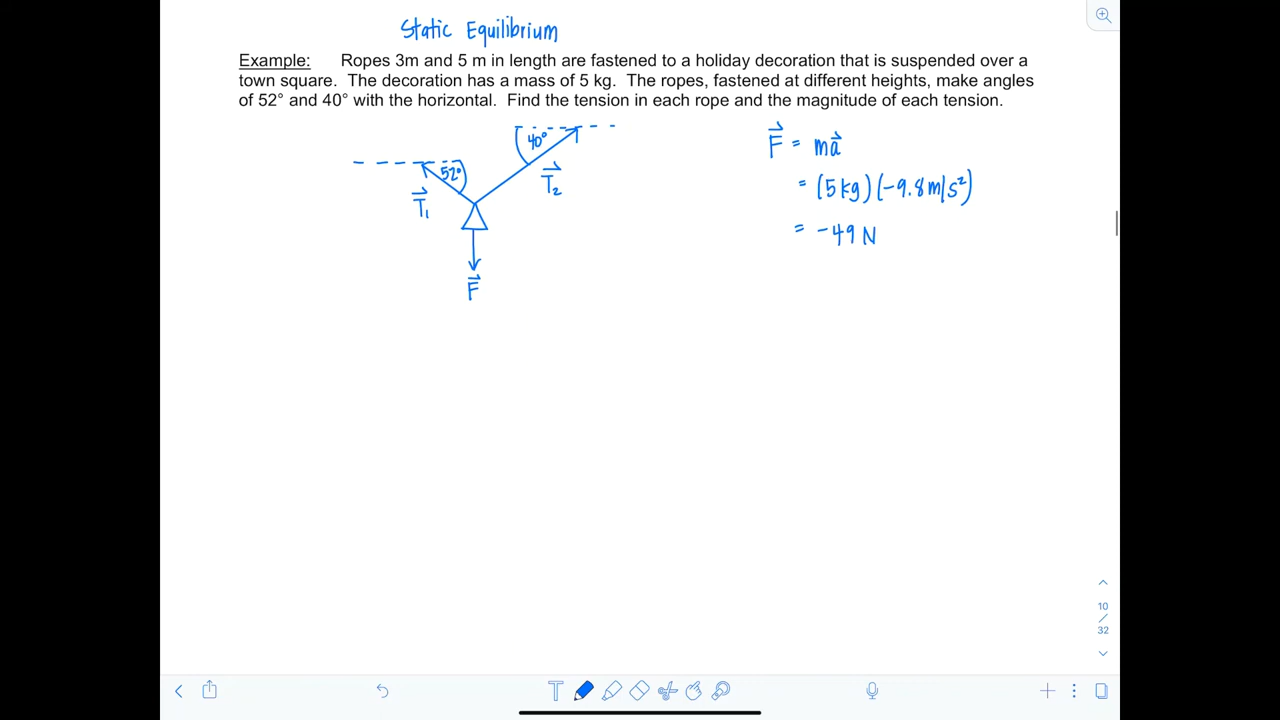 Static Equilibrium
Example: Ropes 3m and 5 m in length are fastened to a holiday decoration that is suspended over a
town square. The decoration has a mass of 5 kg. The ropes, fastened at different heights, make angles
of 52° and 40° with the horizontal. Find the tension in each rope and the magnitude of each tension.
40°
52°
T⃗₁
T⃗₂
F⃗
F⃗ = ma⃗
= (5 kg)(-9.8 m/s²)
= -49 N
10
/
32
T